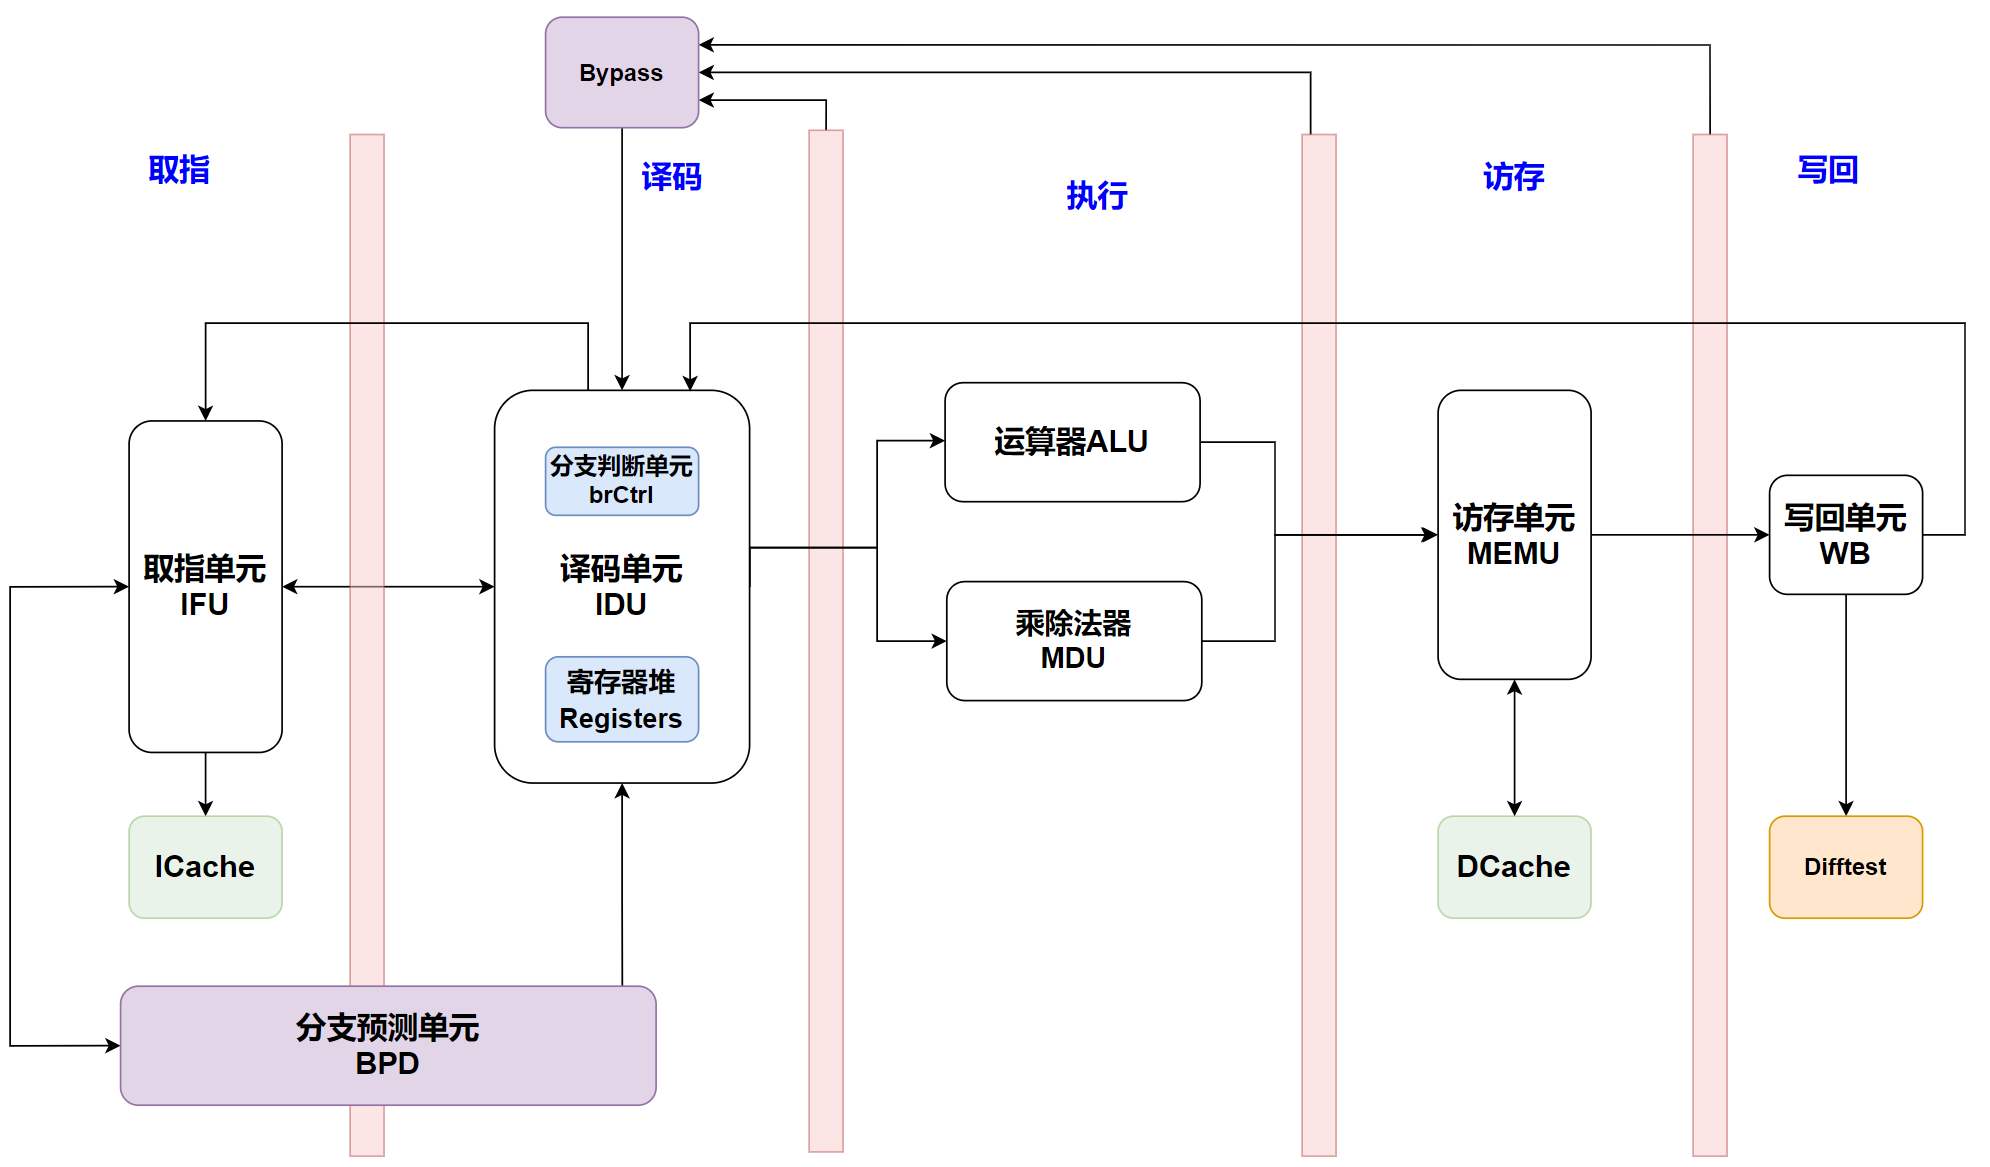 Bypass
取指
译码
执行
访存
写回
分支判断单元
brCtrl
运算器ALU
取指单元
IFU
译码单元
IDU
访存单元
MEMU
写回单元
WB
乘除法器
MDU
寄存器堆
Registers
ICache
DCache
Difftest
分支预测单元
BPD